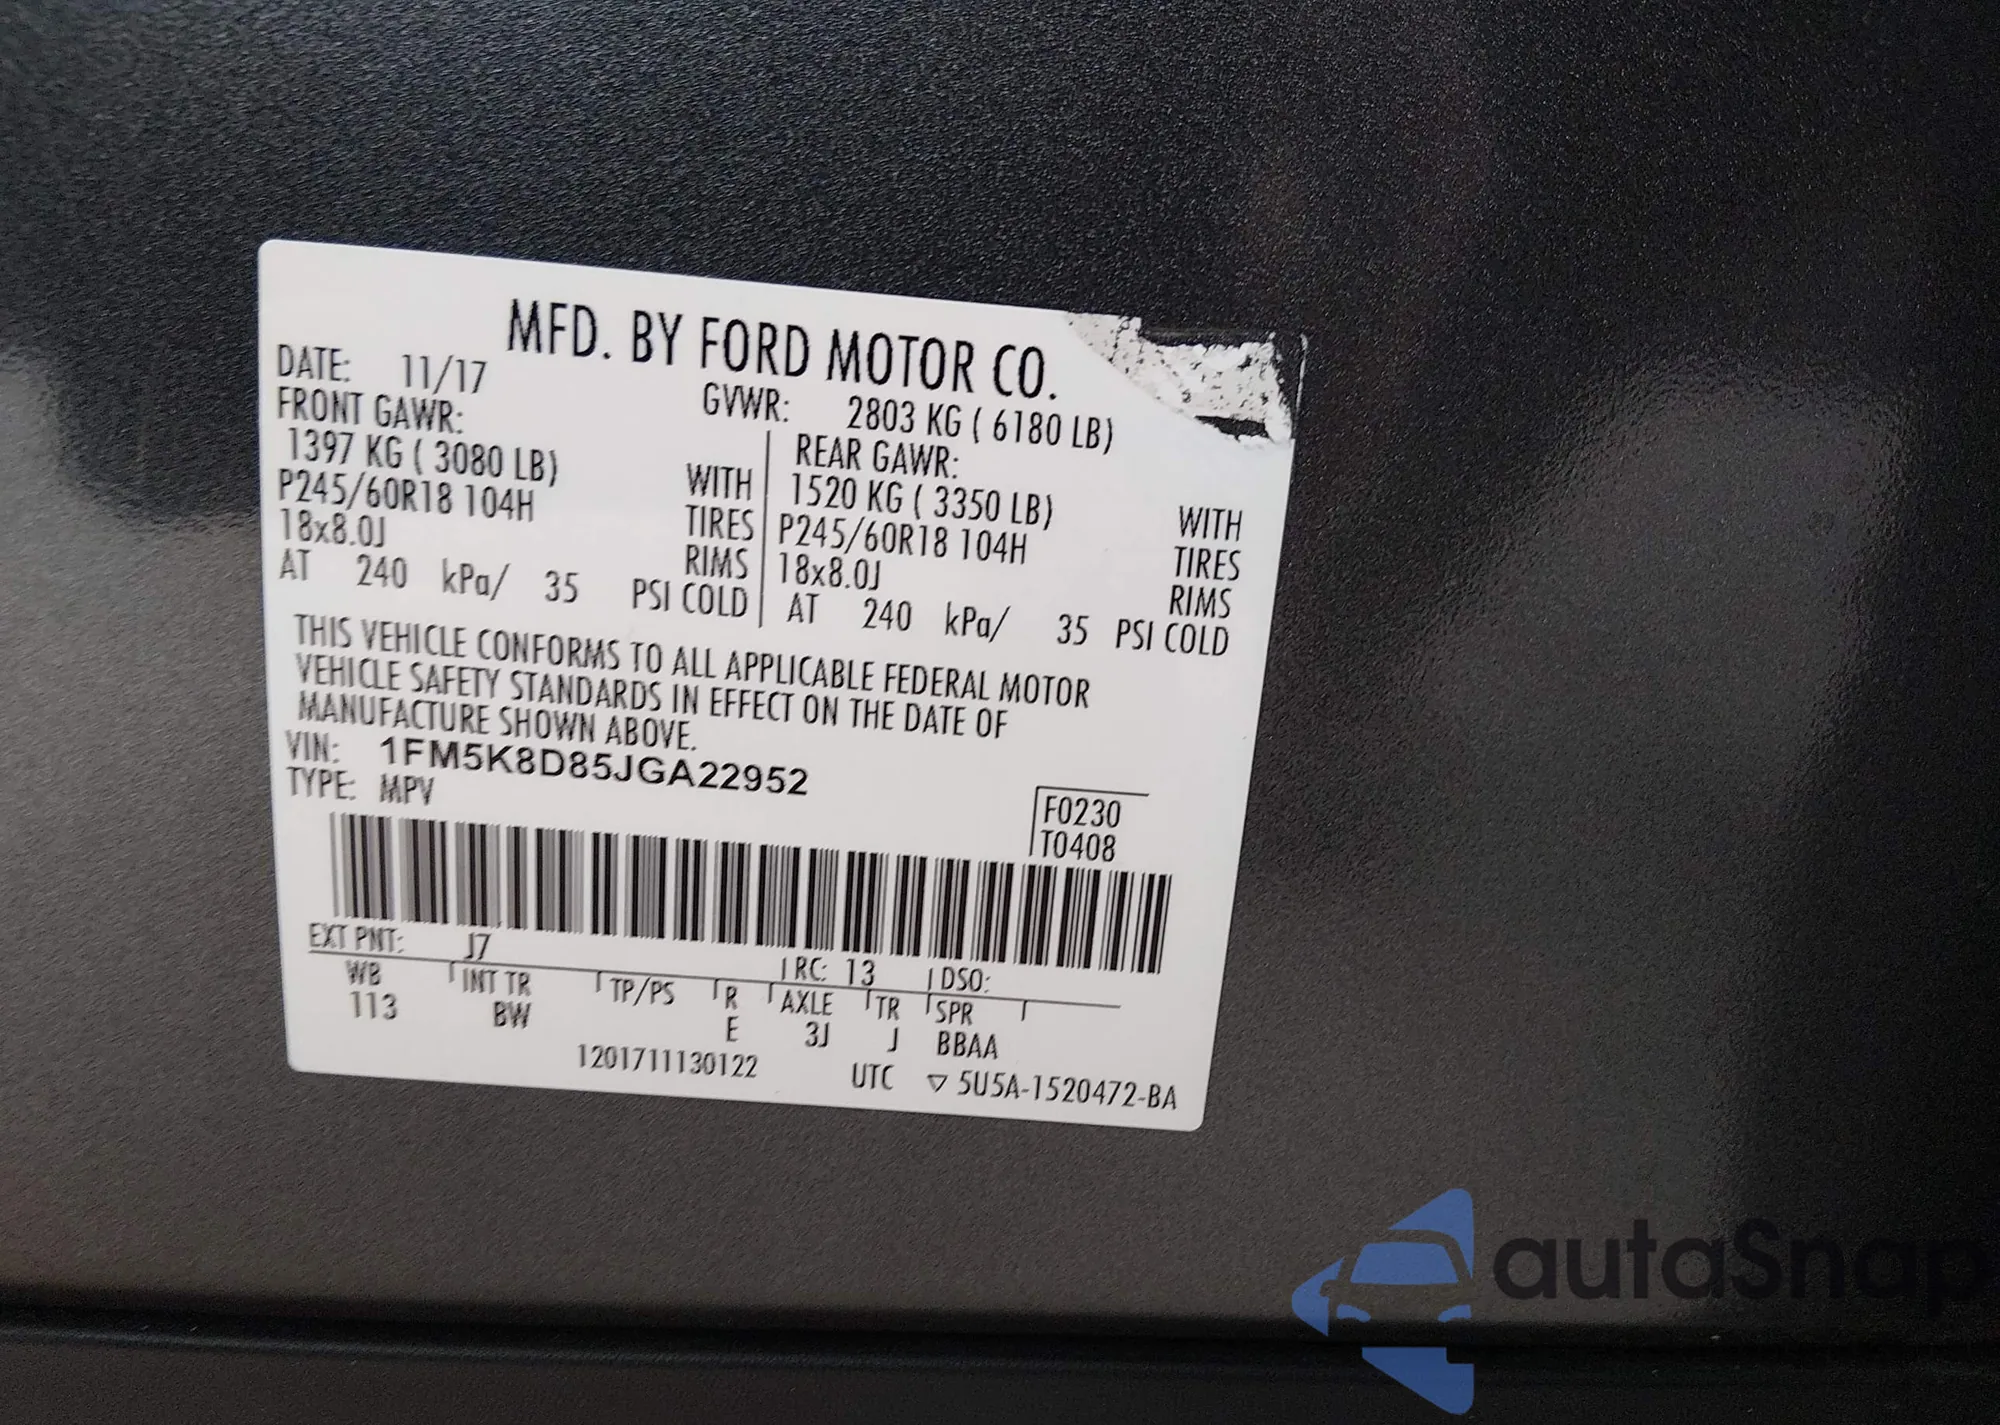 MFD. BY FORD MOTOR CO.
DATE: 11/17 GVWR: 2803 KG ( 6180 LB)
FRONT GAWR: REAR GAWR:
1397 KG ( 3080 LB) WITH 1520 KG ( 3350 LB) WITH
P245/60R18 104H TIRES P245/60R18 104H TIRES
18x8.0J RIMS 18x8.0J RIMS
AT 240 kPa/ 35 PSI COLD AT 240 kPa/ 35 PSI COLD
THIS VEHICLE CONFORMS TO ALL APPLICABLE FEDERAL MOTOR
VEHICLE SAFETY STANDARDS IN EFFECT ON THE DATE OF
MANUFACTURE SHOWN ABOVE.
VIN: 1FM5K8D85JGA22952
TYPE: MPV
F0230
T0408
EXT PNT: J7 RC: 13 DSO:
WB INT TR TP/PS R AXLE TR SPR
113 BW E 3J J BBAA
1201711130122 UTC ▽ 5U5A-1520472-BA
autaSnap